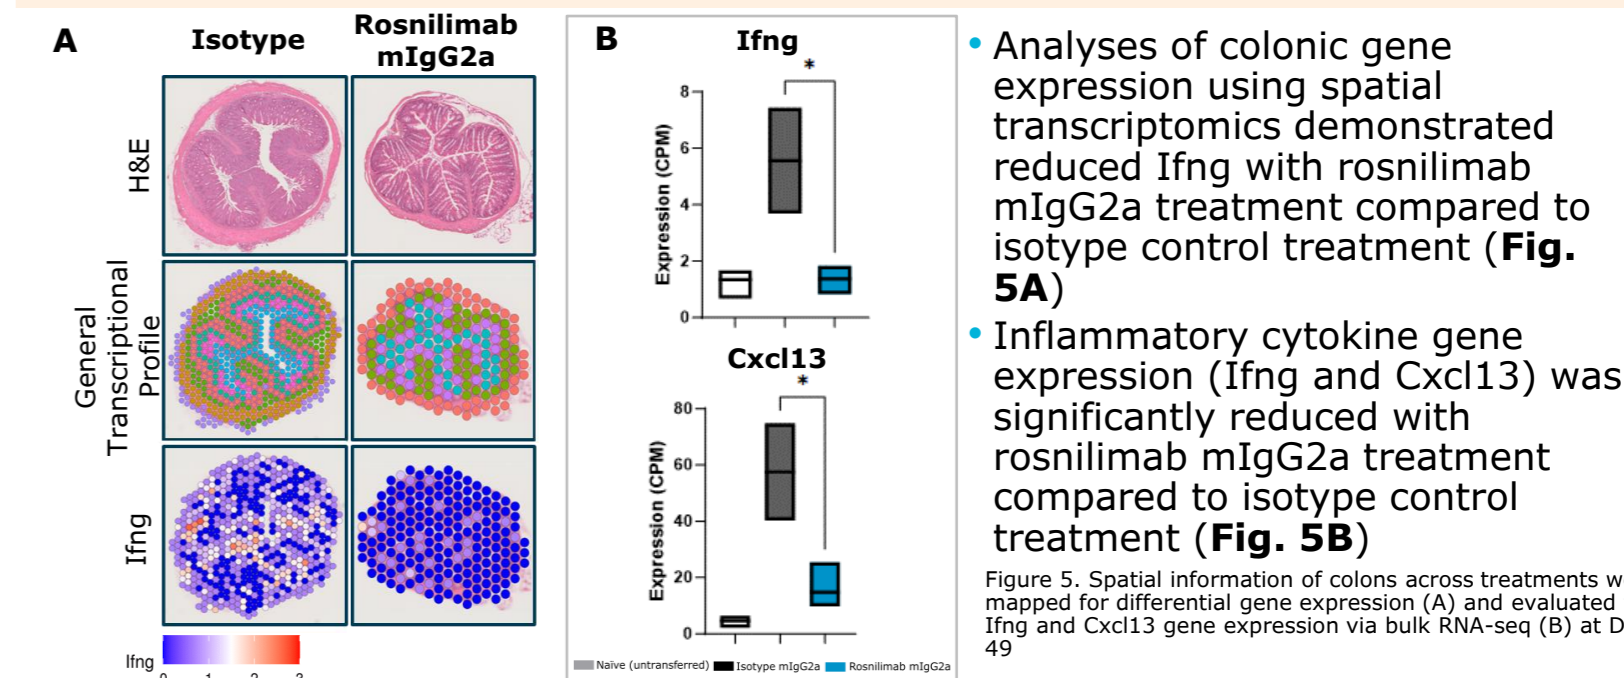 A
Isotype
Rosnilimab
mIgG2a
H&E
General
Transcriptional
Profile
Ifng
Ifng
0 1 2 3
B
Ifng
*
8
6
4
2
0
Expression (CPM)
Cxcl13
*
80
60
40
20
0
Expression (CPM)
Naïve (untransferred) Isotype mIgG2a Rosnilimab mIgG2a
• Analyses of colonic gene
expression using spatial
transcriptomics demonstrated
reduced Ifng with rosnilimab
mIgG2a treatment compared to
isotype control treatment (Fig.
5A)
• Inflammatory cytokine gene
expression (Ifng and Cxcl13) was
significantly reduced with
rosnilimab mIgG2a treatment
compared to isotype control
treatment (Fig. 5B)
Figure 5. Spatial information of colons across treatments w
mapped for differential gene expression (A) and evaluated
Ifng and Cxcl13 gene expression via bulk RNA-seq (B) at D
49